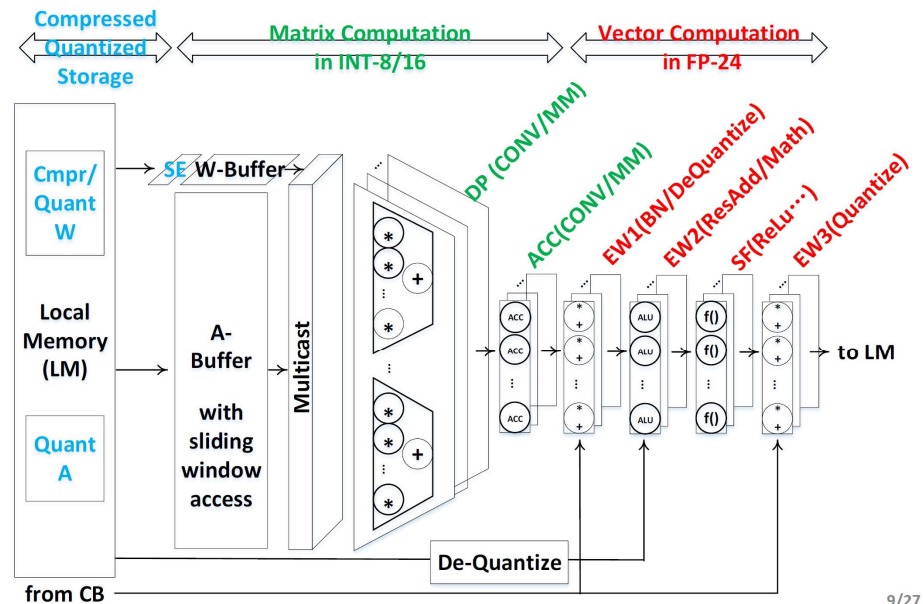 Compressed
Quantized
Storage
Matrix Computation
in INT-8/16
Vector Computation
in FP-24
Cmpr/
Quant
W
Local
Memory
(LM)
Quant
A
from CB
SE W-Buffer
A-
Buffer
with
sliding
window
access
Multicast
DP (CONV/MM)
ACC(CONV/MM)
EW1(BN/DeQuantize)
EW2(ResAdd/Math)
SF(ReLu⋯)
EW3(Quantize)
...
*
*
...
*
+
...
*
*
...
*
+
...
ACC
ACC
...
ACC
...
*
+
*
+
...
*
+
...
ALU
ALU
...
ALU
...
f()
f()
...
f()
...
*
+
*
+
...
*
+
to LM
De-Quantize
9/27